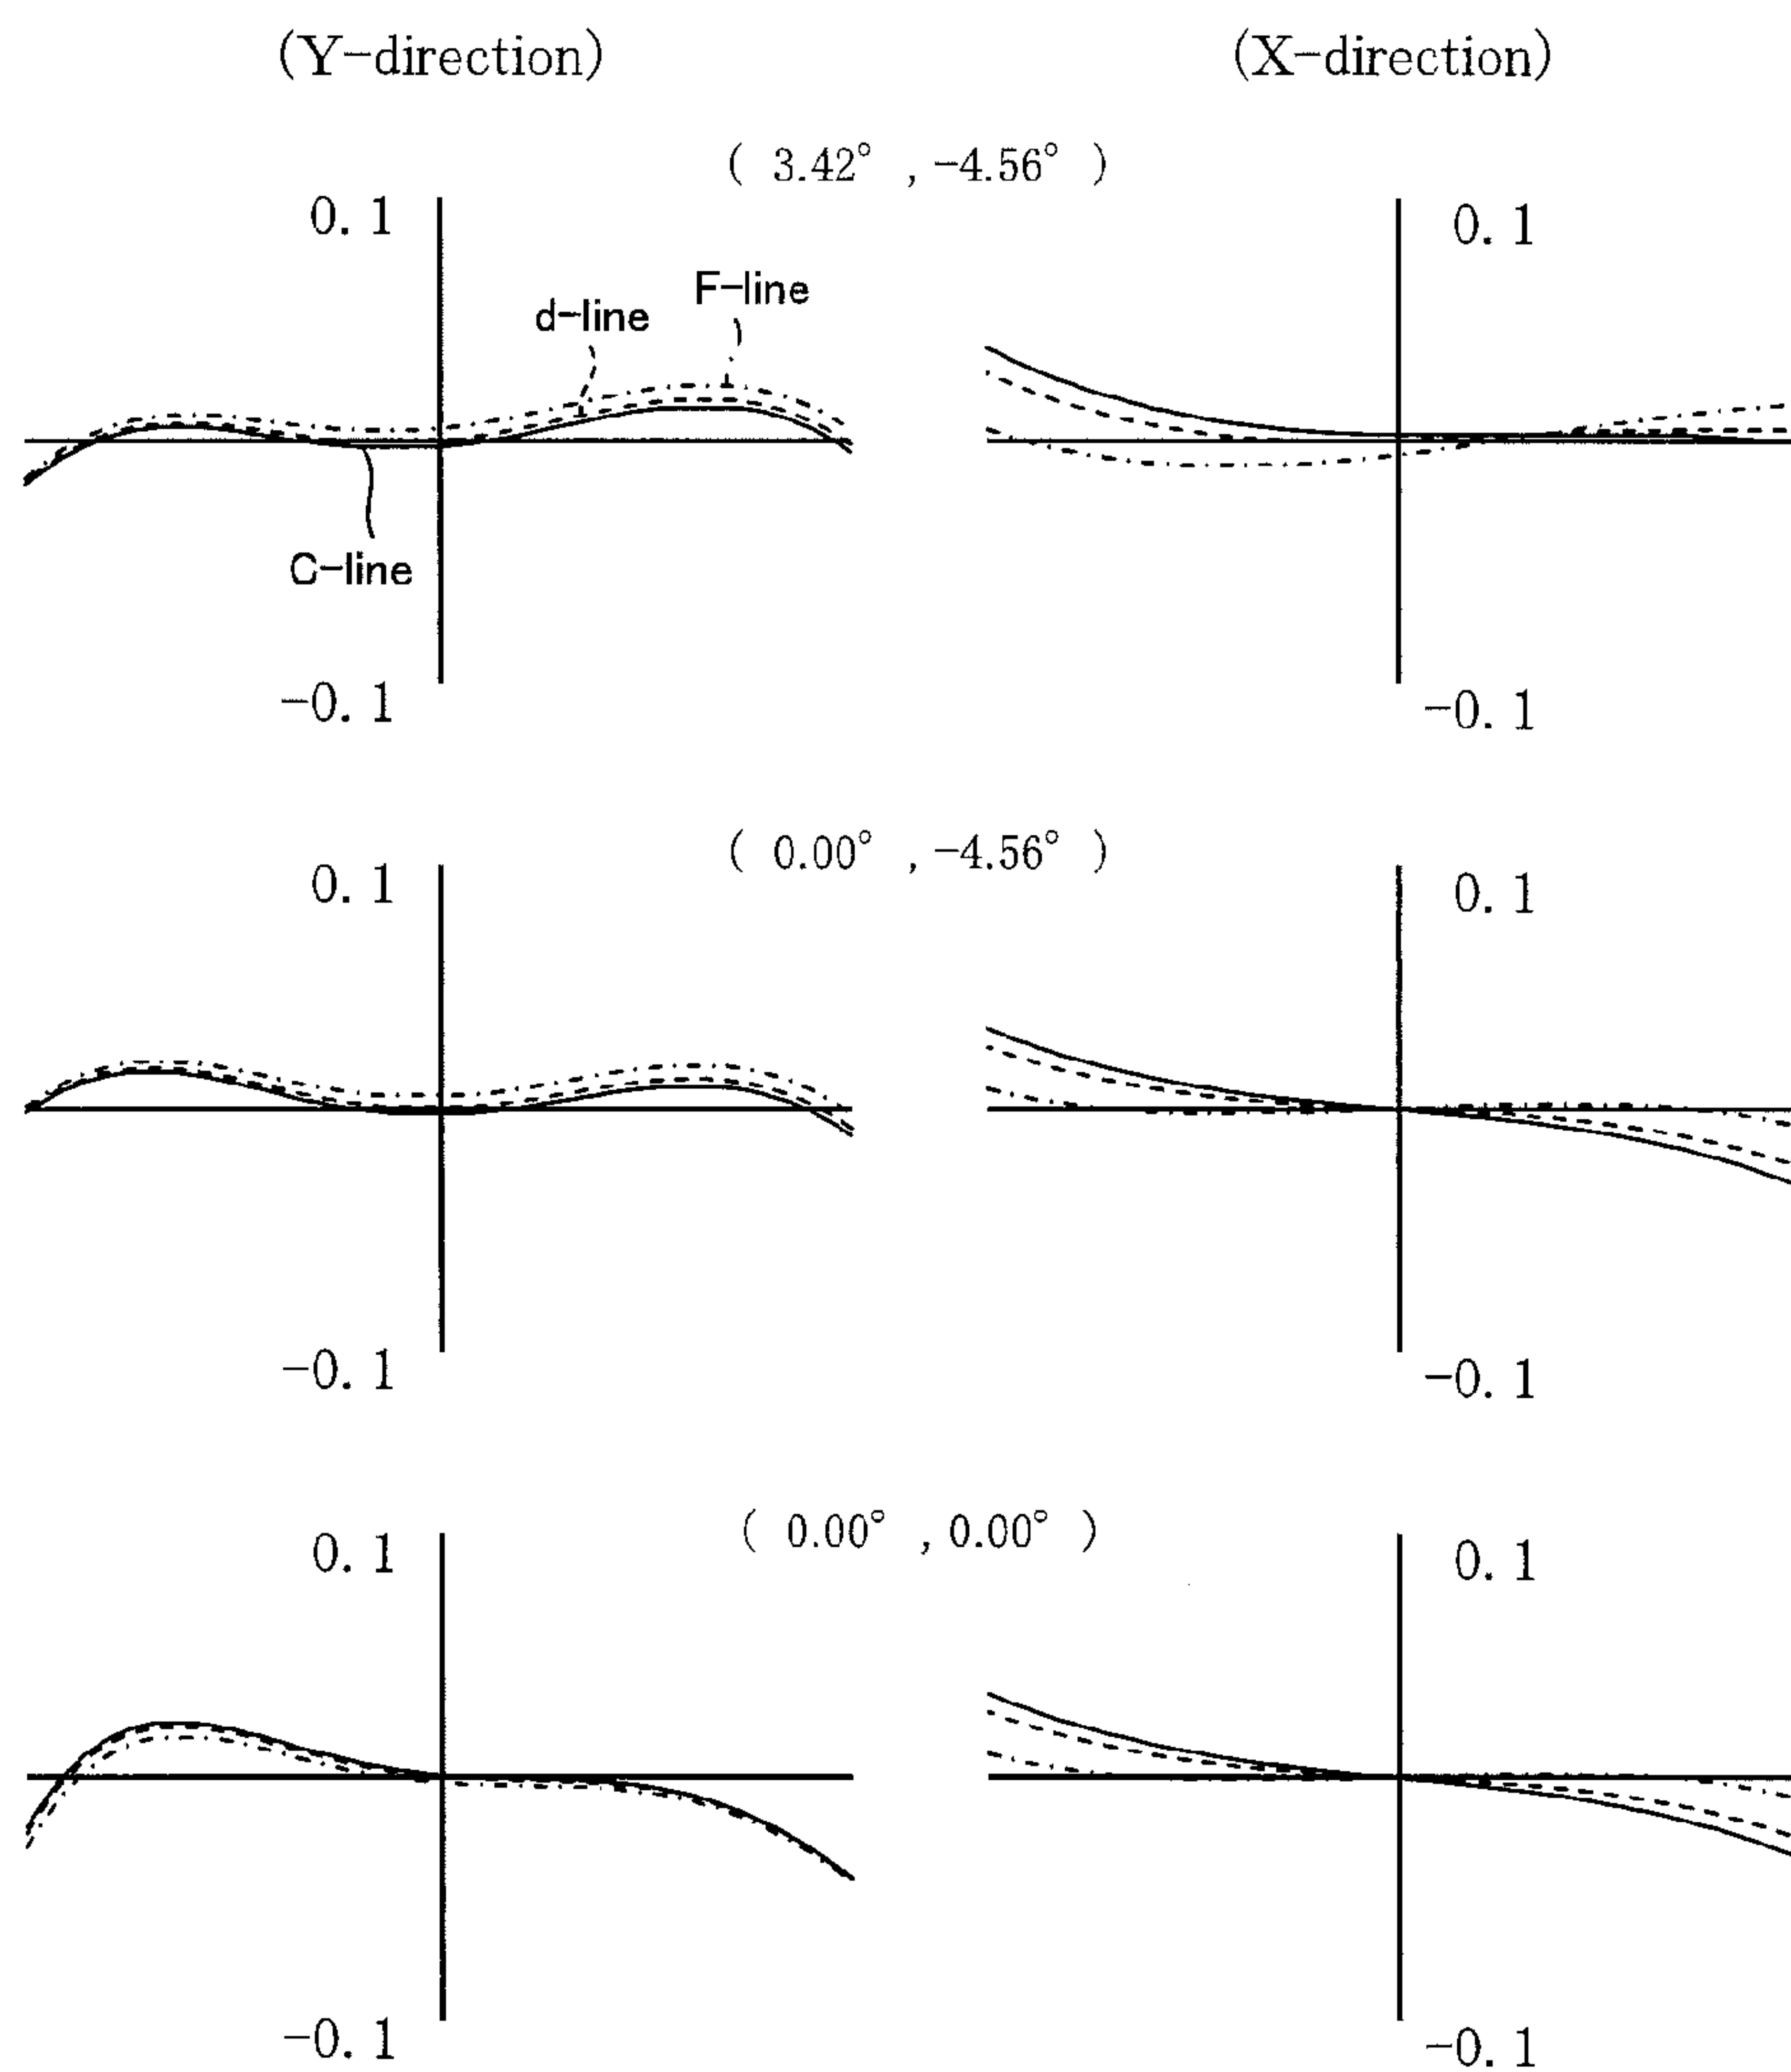 (Y-direction) (X-direction)
( 3.42° , -4.56° )
0. 1 0. 1
F-line
d-line
C-line
-0. 1 -0. 1
( 0.00° , -4.56° )
0. 1 0. 1
-0. 1 -0. 1
( 0.00° , 0.00° )
0. 1 0. 1
-0. 1 -0. 1